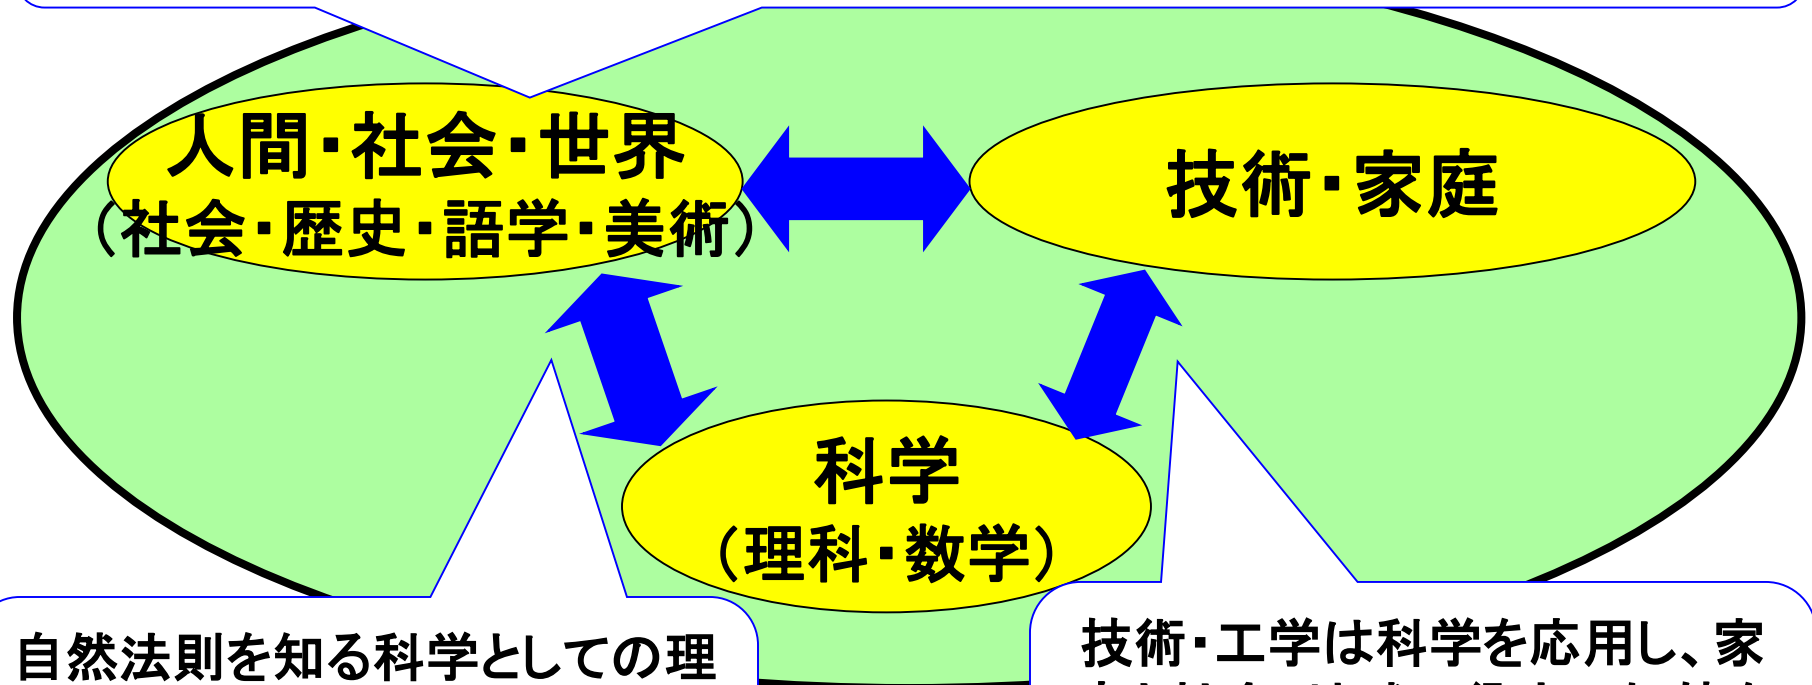 人間・社会・世界
（社会・歴史・語学・美術）
技術・家庭
科学
（理科・数学）
自然法則を知る科学としての理
技術・工学は科学を応用し、家